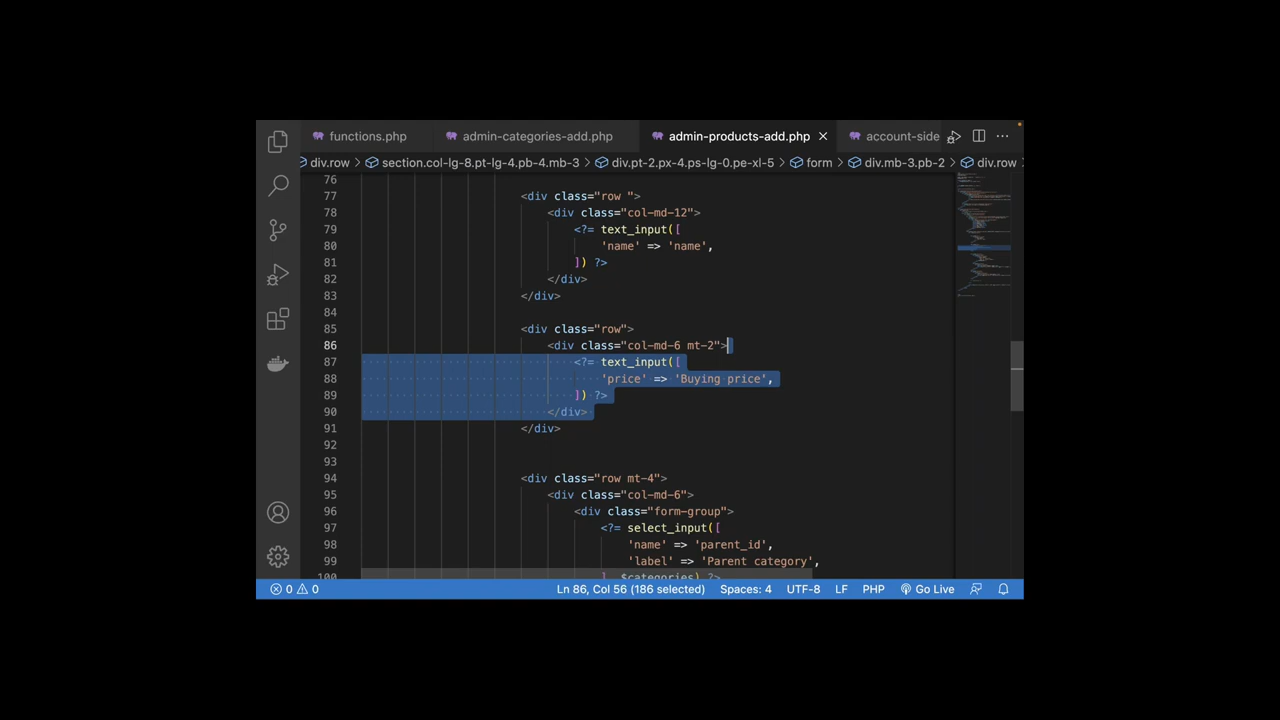 functions.php admin-categories-add.php admin-products-add.php account-side
div.row › section.col-lg-8.pt-lg-4.pb-4.mb-3 › div.pt-2.px-4.ps-lg-0.pe-xl-5 › form › div.mb-3.pb-2 › div.row
76
77 <div class="row ">
78 <div class="col-md-12">
79 <?= text_input([
80 'name' => 'name',
81 ]) ?>
82 </div>
83 </div>
84
85 <div class="row">
86 <div class="col-md-6 mt-2">
87 <?= text_input([
88 'price' => 'Buying price',
89 ]) ?>
90 </div>
91 </div>
92
93
94 <div class="row mt-4">
95 <div class="col-md-6">
96 <div class="form-group">
97 <?= select_input([
98 'name' => 'parent_id',
99 'label' => 'Parent category',
100 ], $categories) ?>
0 0 Ln 86, Col 56 (186 selected) Spaces: 4 UTF-8 LF PHP Go Live